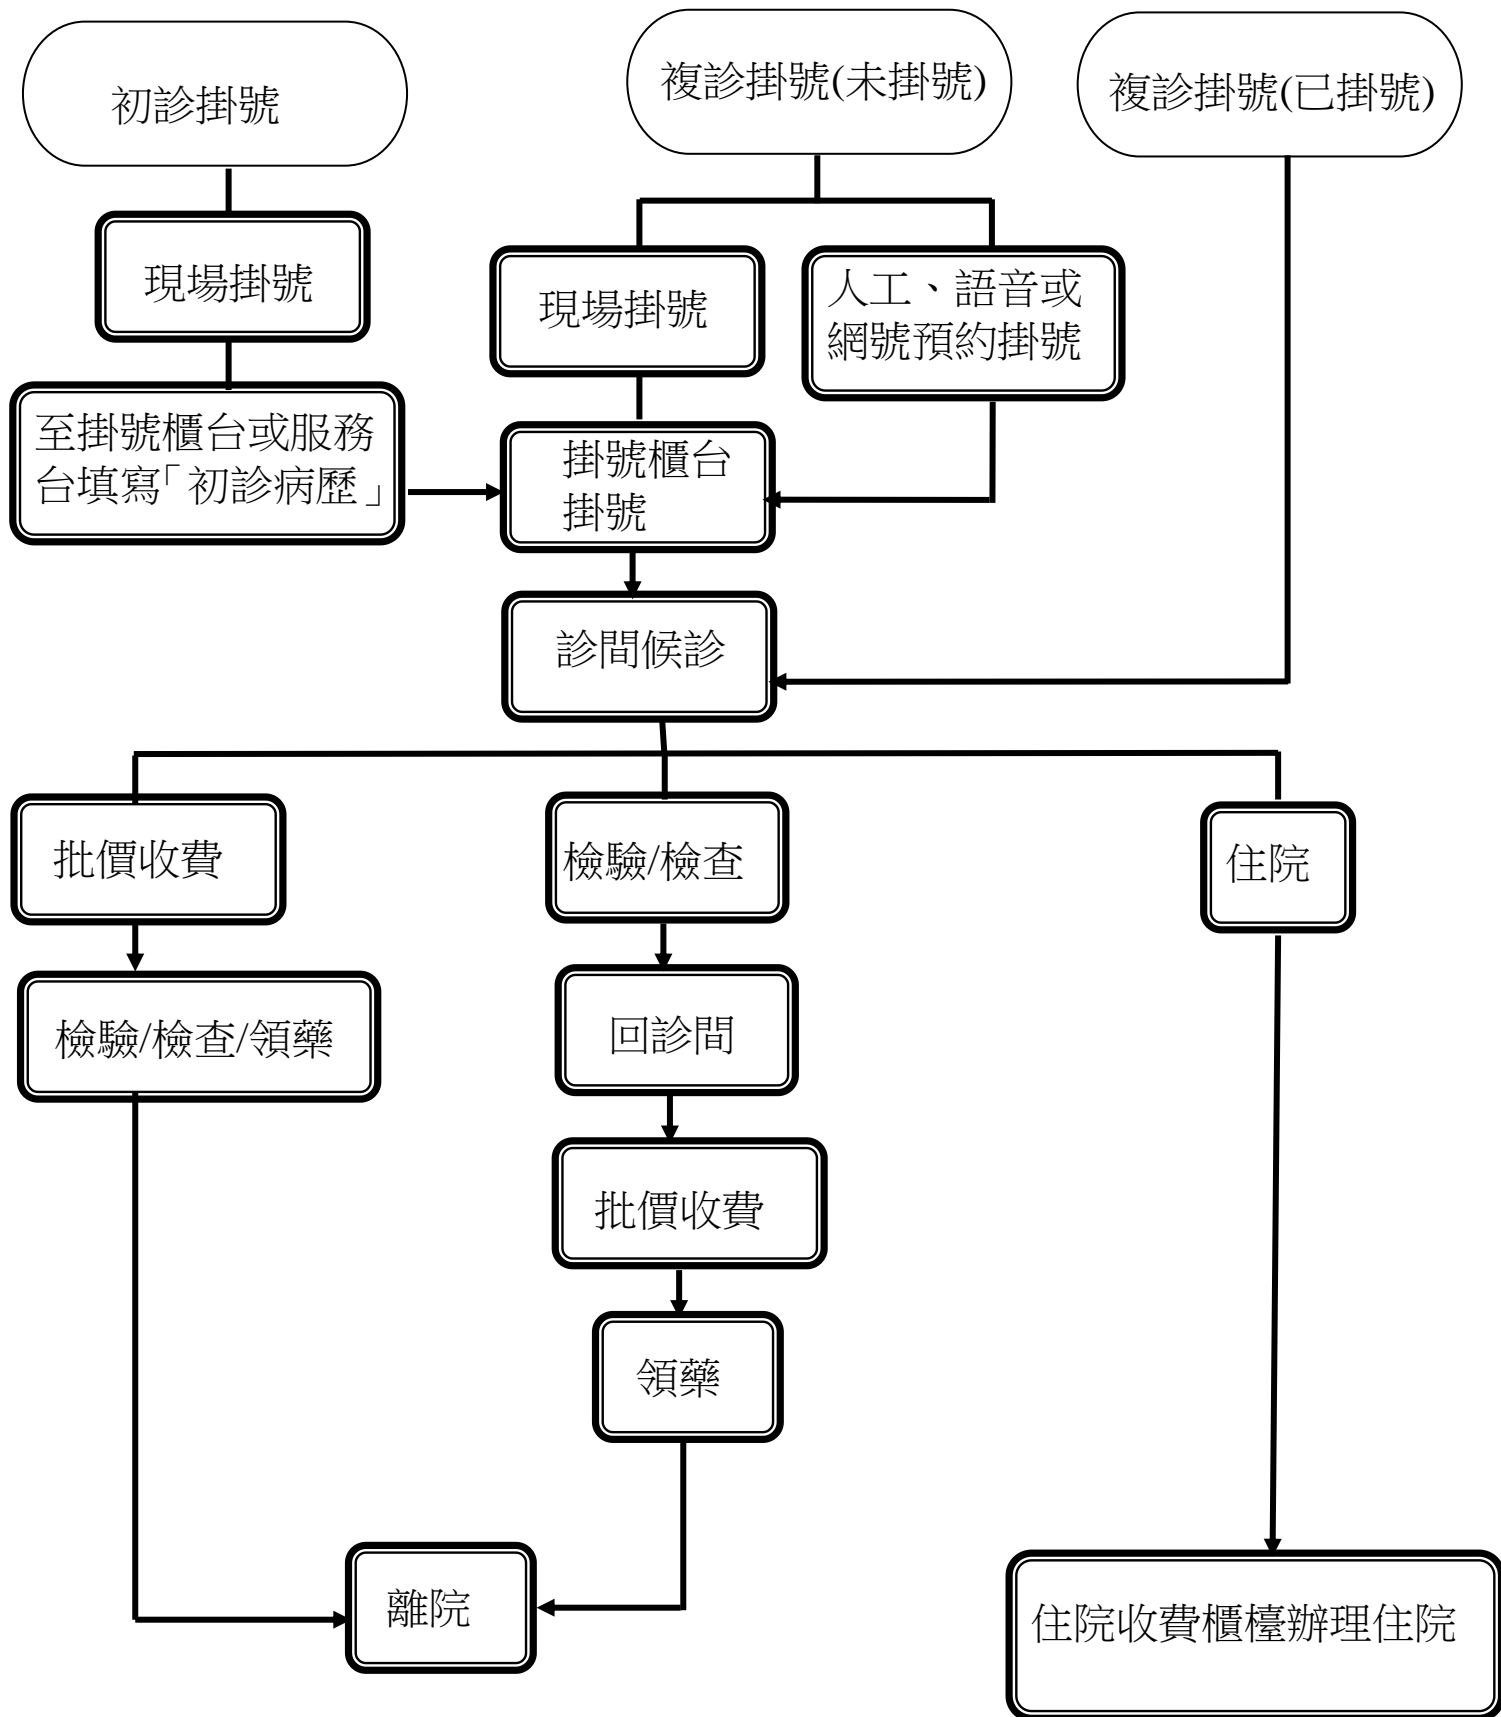 初診掛號
複診掛號(未掛號)
複診掛號(已掛號)
現場掛號
現場掛號
人工、語音或
網號預約掛號
至掛號櫃台或服務
台填寫「初診病歷」
掛號櫃台
掛號
診間候診
批價收費
檢驗/檢查
住院
檢驗/檢查/領藥
回診間
批價收費
領藥
離院
住院收費櫃檯辦理住院